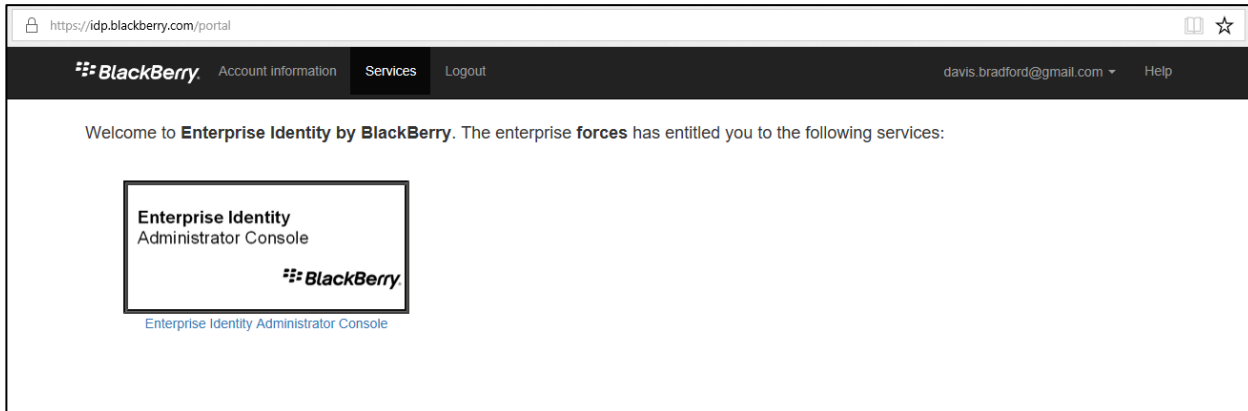 https://idp.blackberry.com/portal
BlackBerry. Account information Services Logout davis.bradford@gmail.com Help
Welcome to Enterprise Identity by BlackBerry. The enterprise forces has entitled you to the following services:
Enterprise Identity
Administrator Console
BlackBerry.
Enterprise Identity Administrator Console